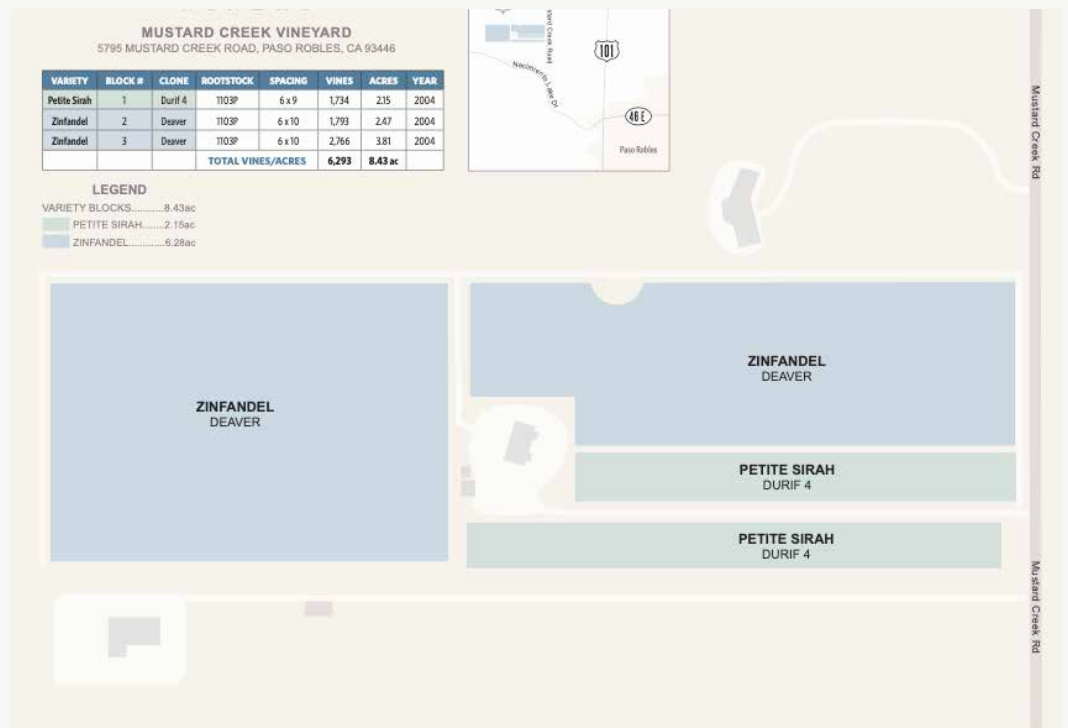 MUSTARD CREEK VINEYARD
5795 MUSTARD CREEK ROAD, PASO ROBLES, CA 93446
VARIETY BLOCK # CLONE ROOTSTOCK SPACING VINES ACRES YEAR
Petite Sirah 1 Durif 4 1103P 6 x 9 1,734 2.15 2004
Zinfandel 2 Deaver 1103P 6 x 10 1,793 2.47 2004
Zinfandel 3 Deaver 1103P 6 x 10 2,766 3.81 2004
TOTAL VINES/ACRES 6,293 8.43 ac
Creek Road
101
Nacimiento Lake Dr
46 E
Paso Robles
LEGEND
VARIETY BLOCKS...........8.43ac
PETITE SIRAH.......2.15ac
ZINFANDEL............6.28ac
Mustard Creek Rd
ZINFANDEL
DEAVER
ZINFANDEL
DEAVER
PETITE SIRAH
DURIF 4
PETITE SIRAH
DURIF 4
Mustard Creek Rd